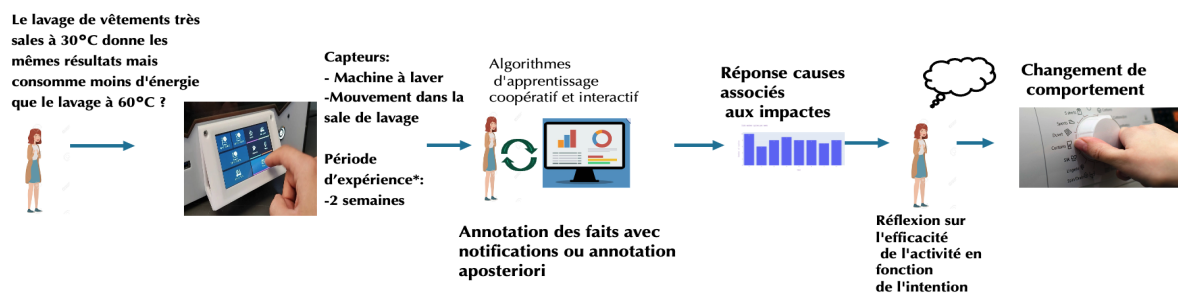 Le lavage de vêtements très
sales à 30°C donne les
mêmes résultats mais
consomme moins d'énergie
que le lavage à 60°C ?
Capteurs:
- Machine à laver
-Mouvement dans la
sale de lavage
Période
d'expérience*:
-2 semaines
Algorithmes
d'apprentissage
coopératif et interactif
Annotation des faits avec
notifications ou annotation
aposteriori
Réponse causes
associés
aux impactes
Réflexion sur
l'efficacité
de l'activité en
fonction
de l'intention
Changement de
comportement